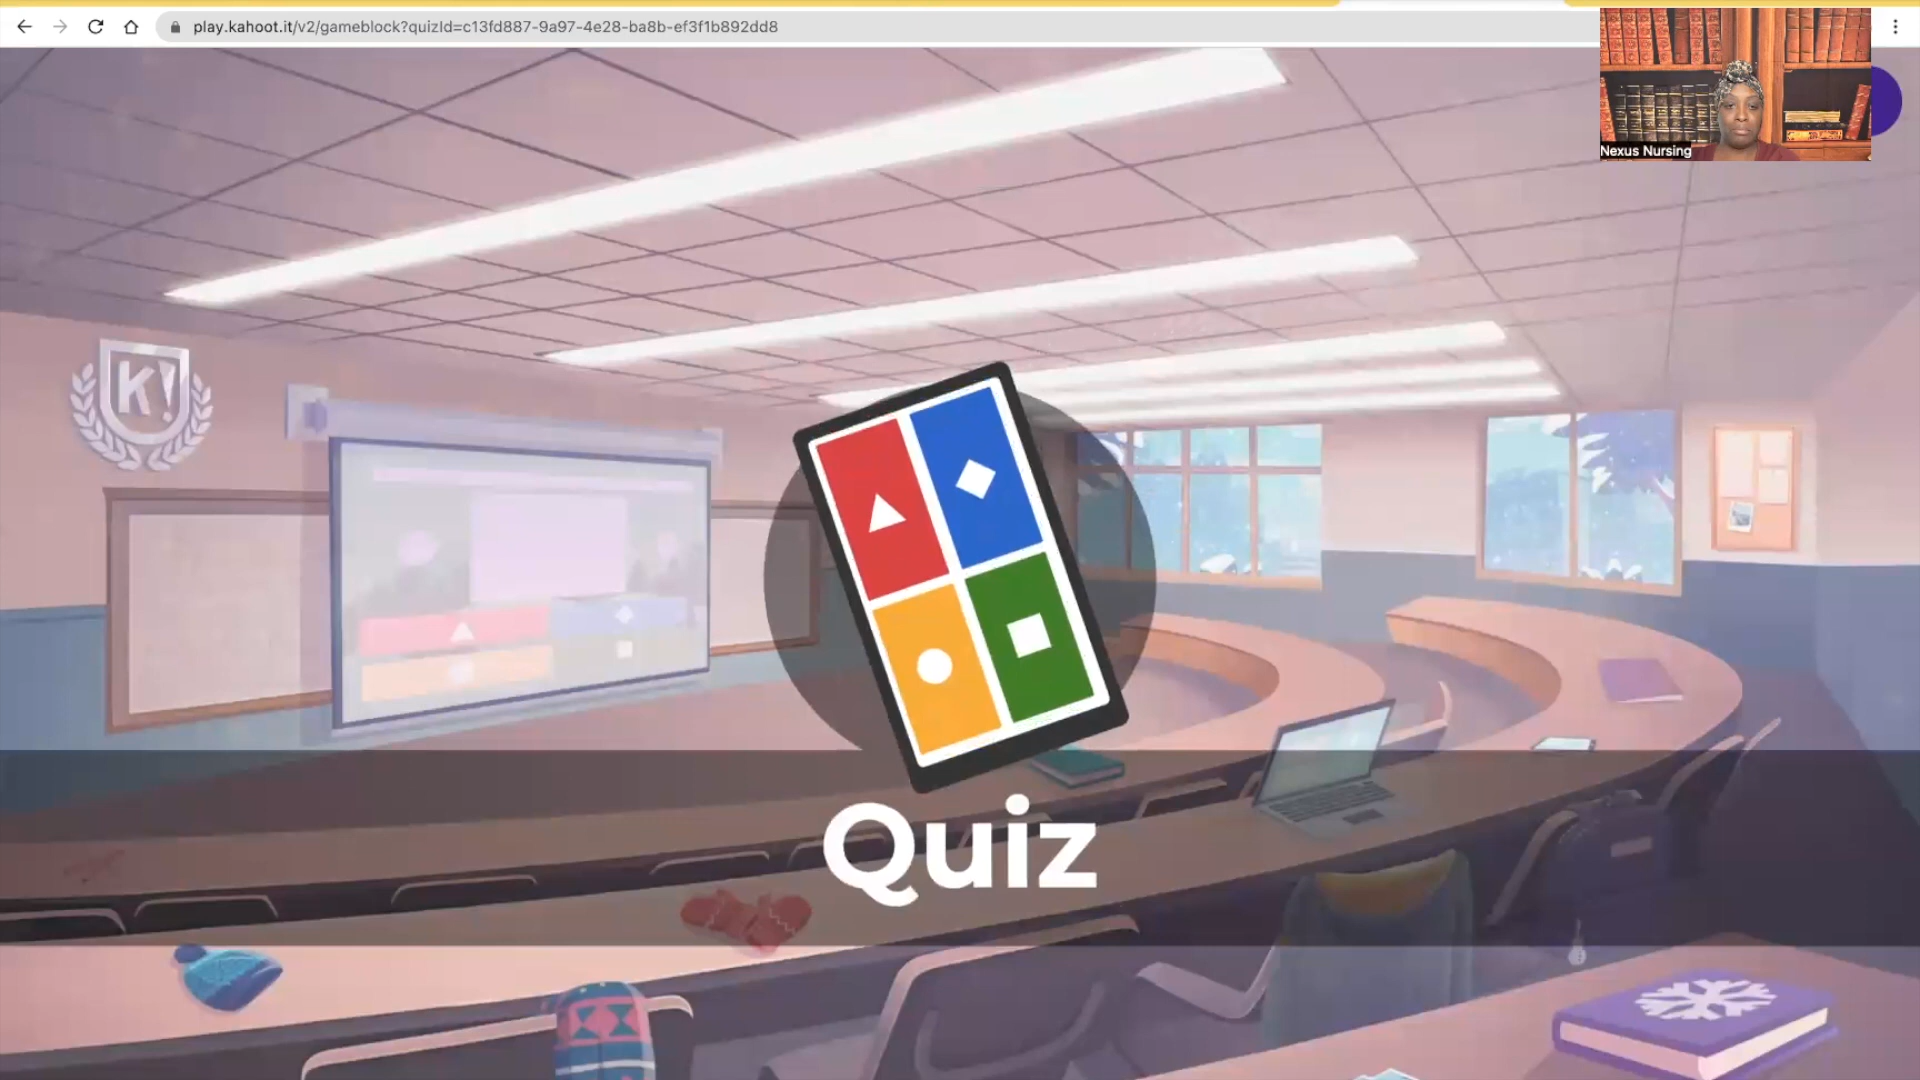 play.kahoot.it/v2/gameblock?quizId=c13fd887-9a97-4e28-ba8b-ef3f1b892dd8
Nexus Nursing
K!
Quiz